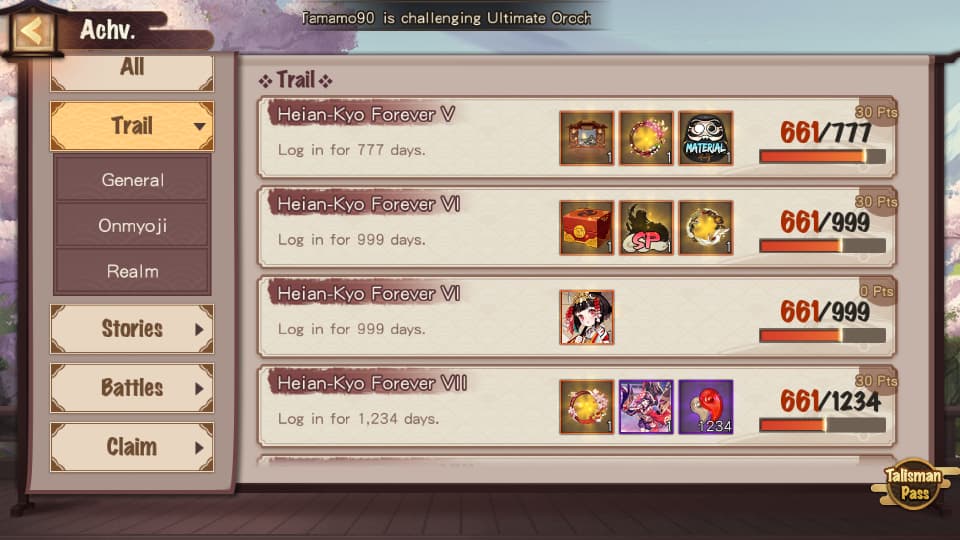 Tamamo90 is challenging Ultimate Oroch
Achv.
All
Trail
General
Onmyoji
Realm
Stories
Battles
Claim
Trail
Heian-Kyo Forever V
Log in for 777 days.
1
1
MATERIAL
1
30 Pts
661/777
Heian-Kyo Forever VI
Log in for 999 days.
1
SP
1
1
30 Pts
661/999
Heian-Kyo Forever VI
Log in for 999 days.
1
0 Pts
661/999
Heian-Kyo Forever VII
Log in for 1,234 days.
1
1
1234
30 Pts
661/1234
Talisman
Pass